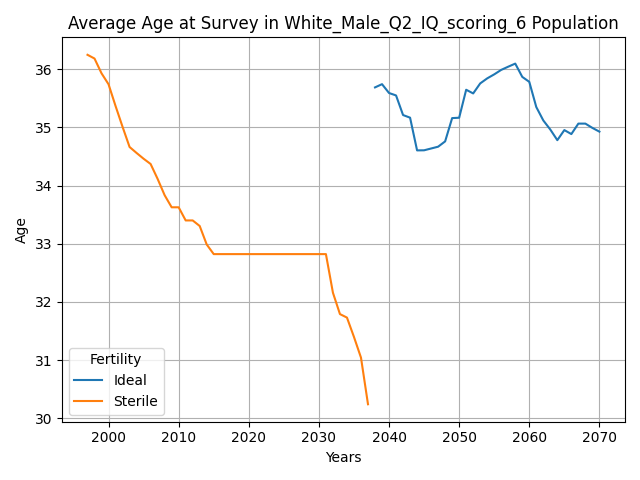 Average Age at Survey in White_Male_Q2_IQ_scoring_6 Population
Age
36
35
34
33
32
31
30
Fertility
Ideal
Sterile
2000 2010 2020 2030 2040 2050 2060 2070
Years